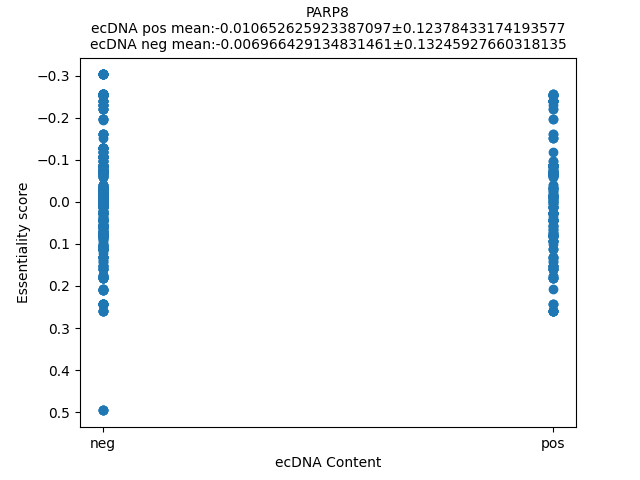 PARP8
ecDNA pos mean:-0.010652625923387097±0.12378433174193577
ecDNA neg mean:-0.006966429134831461±0.13245927660318135
−0.3
−0.2
−0.1
0.0
0.1
0.2
0.3
0.4
0.5
Essentiality score
neg
pos
ecDNA Content